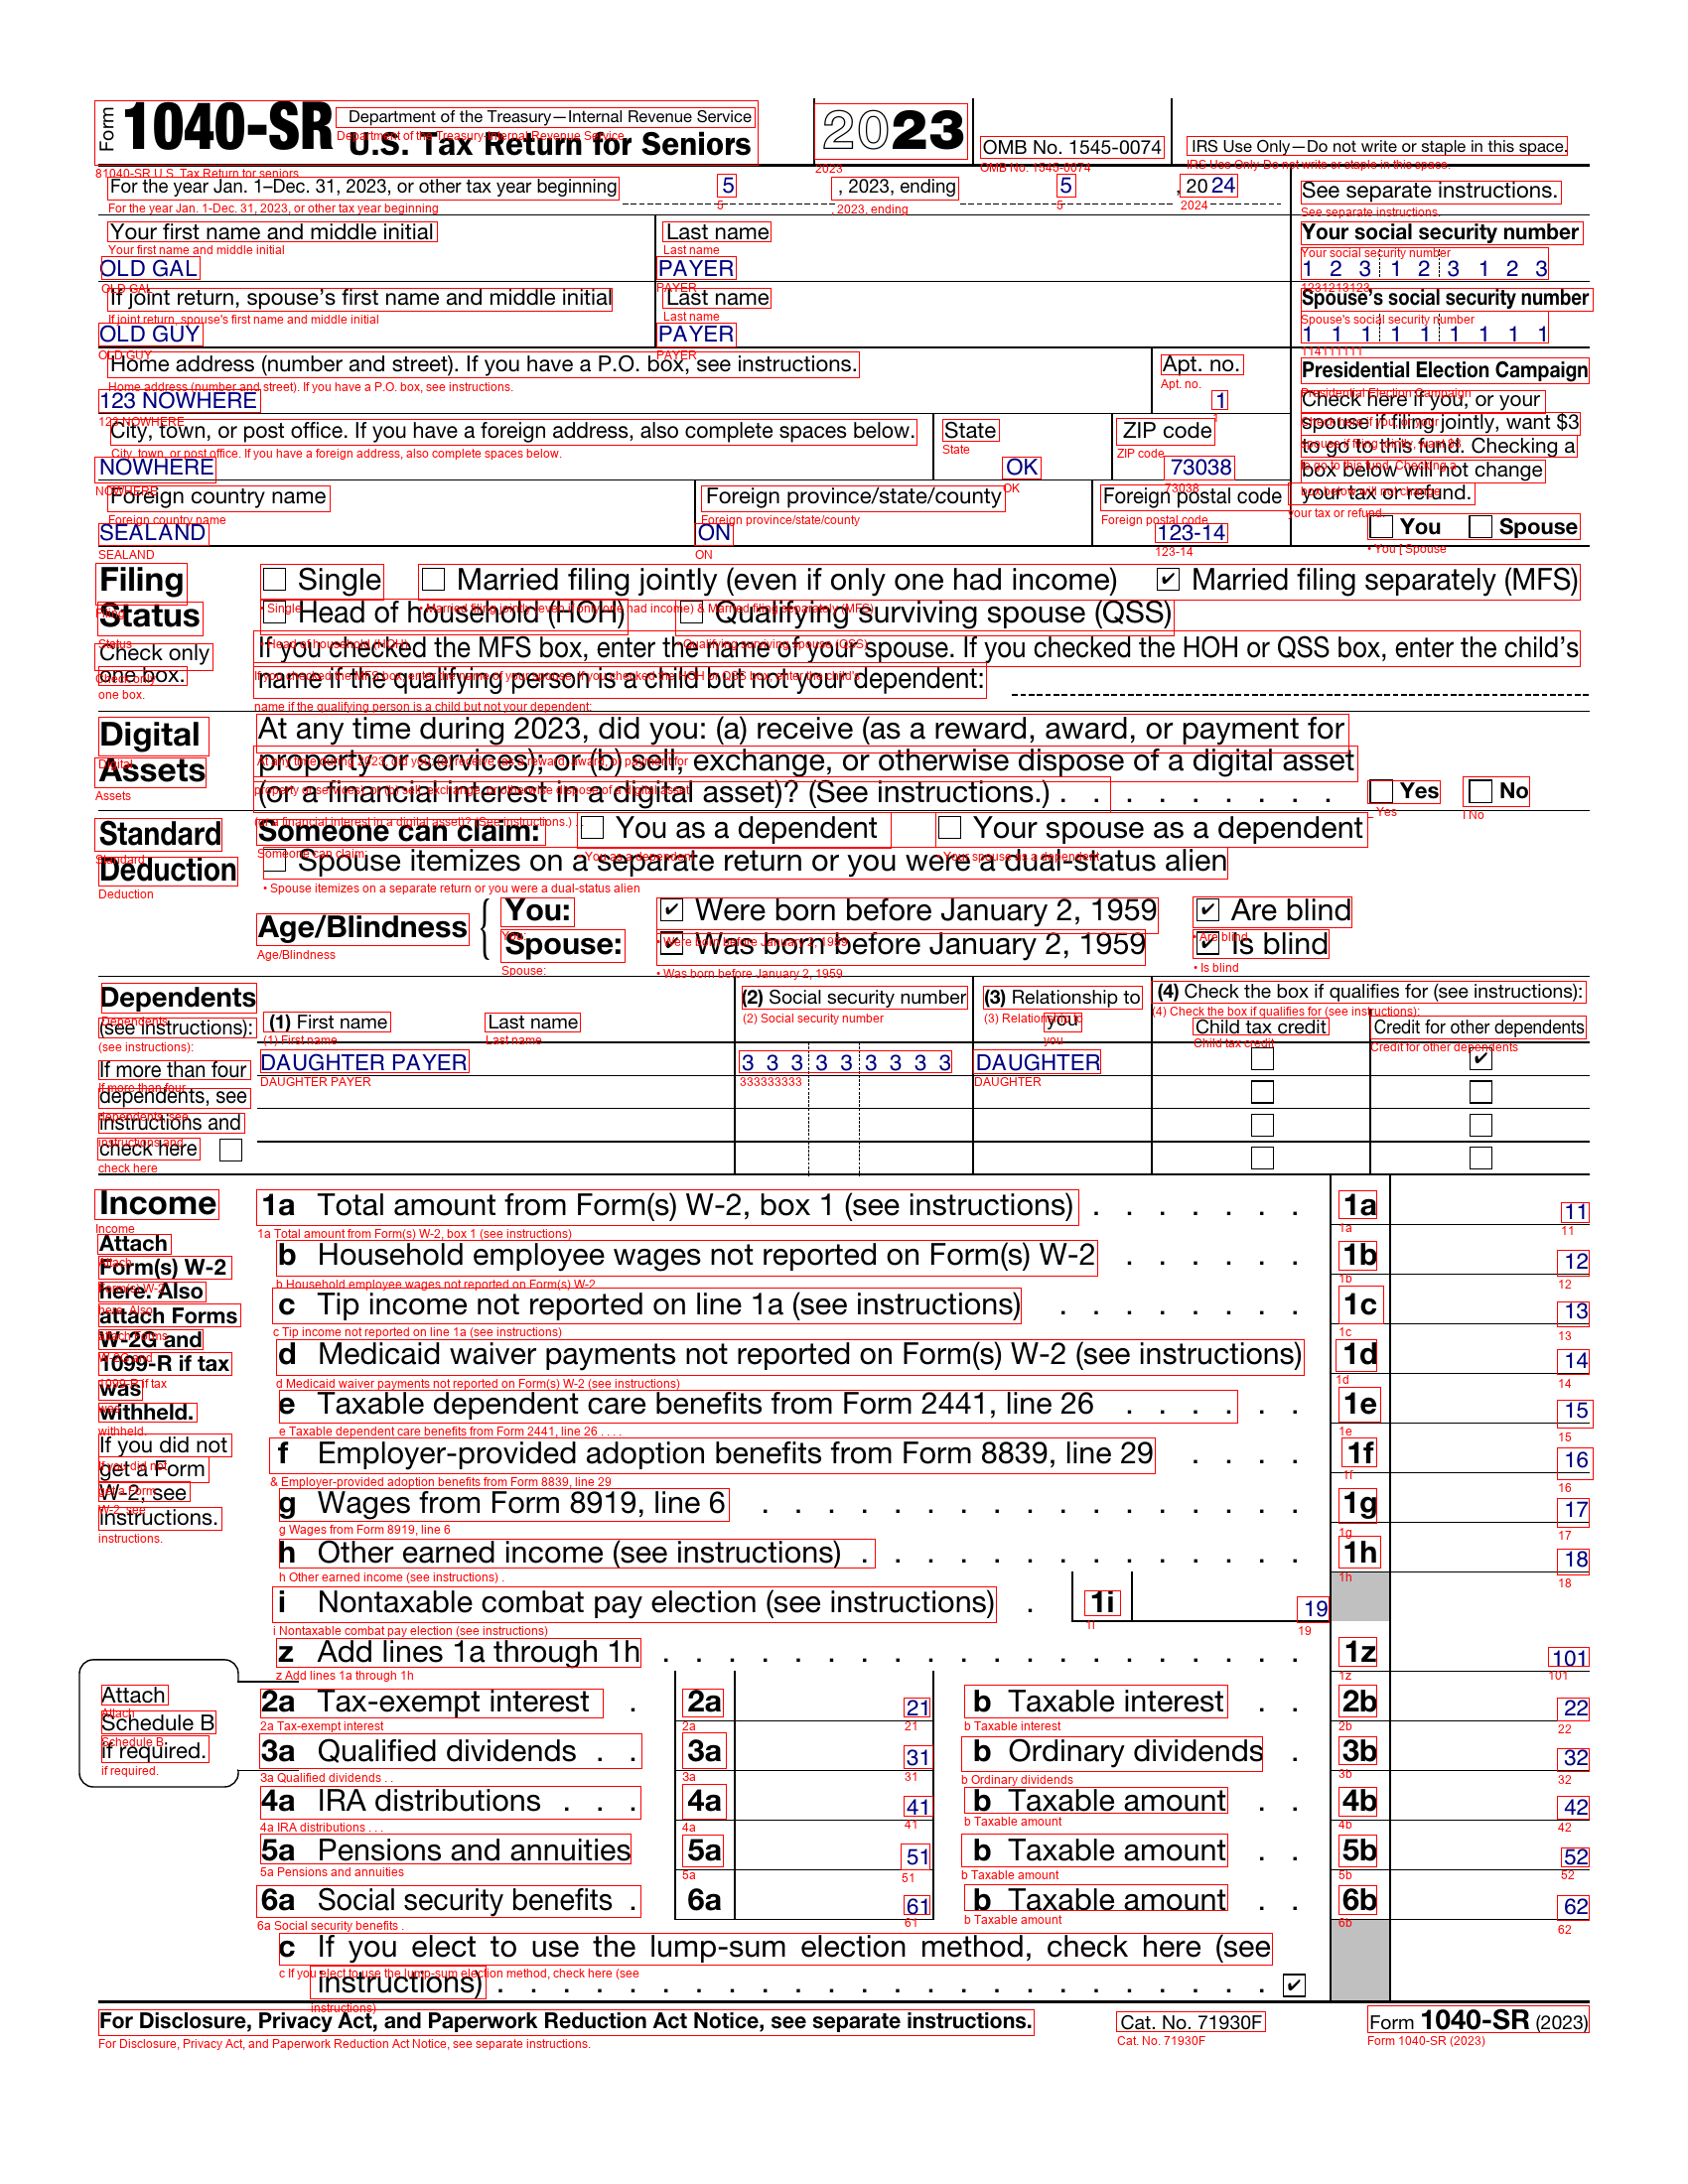 Form 1040-SR Department of the Treasury—Internal Revenue Service
U.S. Tax Return for Seniors
2023
OMB No. 1545-0074
IRS Use Only—Do not write or staple in this space.
For the year Jan. 1–Dec. 31, 2023, or other tax year beginning 5 , 2023, ending 5 , 20 24
See separate instructions.
Your first name and middle initial Last name Your social security number
OLD GAL PAYER 1 2 3 1 2 3 1 2 3
If joint return, spouse's first name and middle initial Last name Spouse's social security number
OLD GUY PAYER 1 1 1 1 1 1 1 1 1
Home address (number and street). If you have a P.O. box, see instructions. Apt. no.
123 NOWHERE 1
City, town, or post office. If you have a foreign address, also complete spaces below. State ZIP code
NOWHERE OK 73038
Foreign country name Foreign province/state/county Foreign postal code
SEALAND ON 123-14
Presidential Election Campaign
Check here if you, or your
spouse if filing jointly, want $3
to go to this fund. Checking a
box below will not change
your tax or refund.
You Spouse
Filing
Status
Check only
one box.
Single Married filing jointly (even if only one had income) ✔ Married filing separately (MFS)
Head of household (HOH) Qualifying surviving spouse (QSS)
If you checked the MFS box, enter the name of your spouse. If you checked the HOH or QSS box, enter the child's
name if the qualifying person is a child but not your dependent:
Digital
Assets
At any time during 2023, did you: (a) receive (as a reward, award, or payment for
property or services); or (b) sell, exchange, or otherwise dispose of a digital asset
(or a financial interest in a digital asset)? (See instructions.) . . . . . . . . . Yes No
Standard
Deduction
Someone can claim: You as a dependent Your spouse as a dependent
Spouse itemizes on a separate return or you were a dual-status alien
Age/Blindness
You: ✔ Were born before January 2, 1959 ✔ Are blind
Spouse: ✔ Was born before January 2, 1959 ✔ Is blind
Dependents
(see instructions):
(1) First name Last name (2) Social security number (3) Relationship to
you
(4) Check the box if qualifies for (see instructions):
Child tax credit Credit for other dependents
DAUGHTER PAYER 3 3 3 3 3 3 3 3 3 DAUGHTER ✔
If more than four
dependents, see
instructions and
check here
Income
Attach
Form(s) W-2
here. Also
attach Forms
W-2G and
1099-R if tax
was
withheld.
If you did not
get a Form
W-2, see
instructions.
1a Total amount from Form(s) W-2, box 1 (see instructions) . . . . . . . 1a 11
b Household employee wages not reported on Form(s) W-2 . . . . . . 1b 12
c Tip income not reported on line 1a (see instructions) . . . . . . . . 1c 13
d Medicaid waiver payments not reported on Form(s) W-2 (see instructions) 1d 14
e Taxable dependent care benefits from Form 2441, line 26 . . . . . . 1e 15
f Employer-provided adoption benefits from Form 8839, line 29 . . . . 1f 16
g Wages from Form 8919, line 6 . . . . . . . . . . . . . . . . . 1g 17
h Other earned income (see instructions) . . . . . . . . . . . . . . 1h 18
i Nontaxable combat pay election (see instructions) . 1i 19
z Add lines 1a through 1h . . . . . . . . . . . . . . . . . . . . 1z 101
Attach
Schedule B
if required.
2a Tax-exempt interest . 2a 21 b Taxable interest . . 2b 22
3a Qualified dividends . . 3a 31 b Ordinary dividends . 3b 32
4a IRA distributions . . . 4a 41 b Taxable amount . . 4b 42
5a Pensions and annuities 5a 51 b Taxable amount . . 5b 52
6a Social security benefits . 6a 61 b Taxable amount . . 6b 62
c If you elect to use the lump-sum election method, check here (see
instructions) . . . . . . . . . . . . . . . . . . . . . . . . ✔
For Disclosure, Privacy Act, and Paperwork Reduction Act Notice, see separate instructions. Cat. No. 71930F Form 1040-SR (2023)